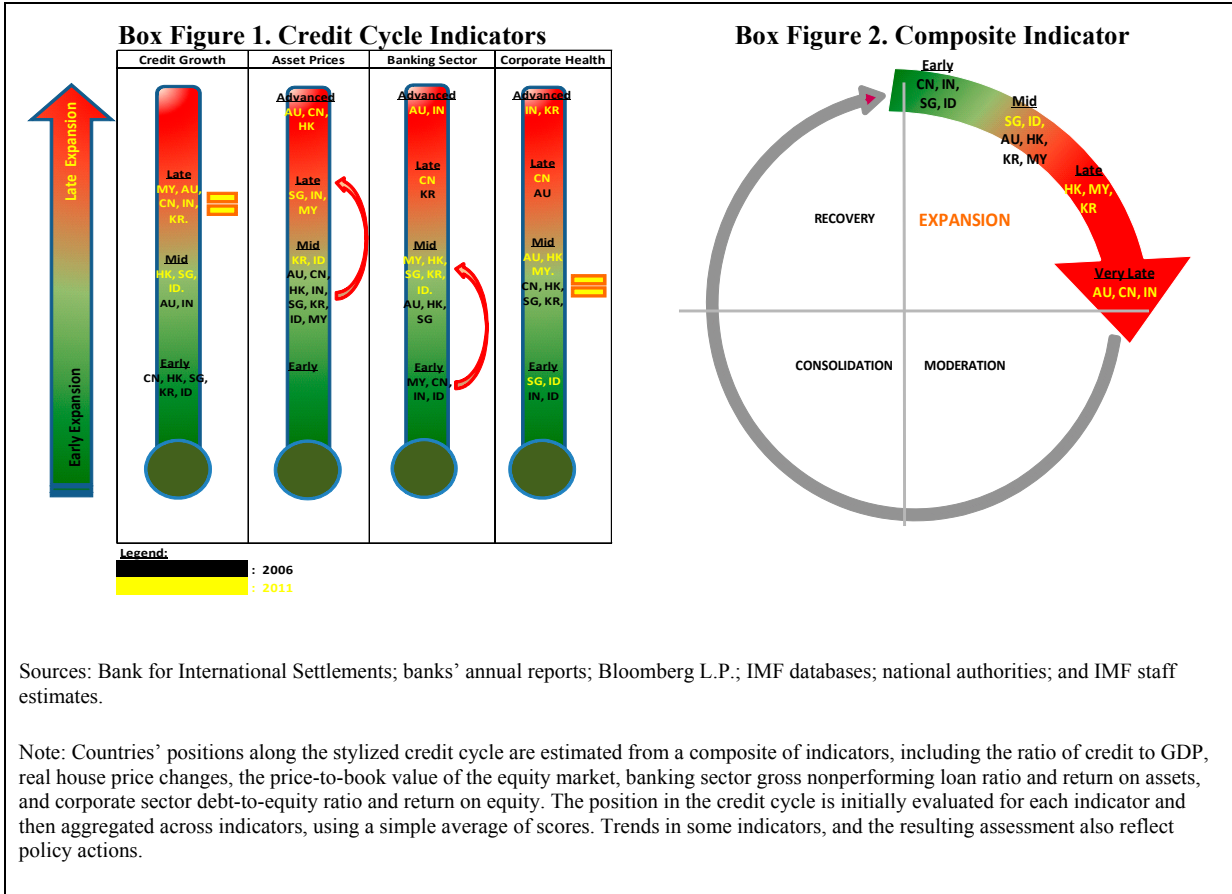 Box Figure 1. Credit Cycle Indicators
Credit Growth
Asset Prices
Banking Sector
Corporate Health
Late Expansion
Early Expansion
Late
MY, AU,
CN, IN,
KR.
Mid
HK, SG,
ID.
AU, IN
Early
CN, HK, SG,
KR, ID
Advanced
AU, CN,
HK
Late
SG, IN,
MY
Mid
KR, ID
AU, CN,
HK, IN,
SG, KR,
ID, MY
Early
Advanced
AU, IN
Late
CN
KR
Mid
MY, HK,
SG, KR,
ID.
AU, HK,
SG
Early
MY, CN,
IN, ID
Advanced
IN, KR
Late
CN
AU
Mid
AU, HK
MY.
CN, HK,
SG, KR,
Early
SG, ID
IN, ID
Legend:
: 2006
: 2011
Box Figure 2. Composite Indicator
Early
CN, IN,
SG, ID
Mid
SG, ID,
AU, HK,
KR, MY
Late
HK, MY,
KR
Very Late
AU, CN, IN
RECOVERY
EXPANSION
CONSOLIDATION
MODERATION
Sources: Bank for International Settlements; banks’ annual reports; Bloomberg L.P.; IMF databases; national authorities; and IMF staff
estimates.
Note: Countries’ positions along the stylized credit cycle are estimated from a composite of indicators, including the ratio of credit to GDP,
real house price changes, the price-to-book value of the equity market, banking sector gross nonperforming loan ratio and return on assets,
and corporate sector debt-to-equity ratio and return on equity. The position in the credit cycle is initially evaluated for each indicator and
then aggregated across indicators, using a simple average of scores. Trends in some indicators, and the resulting assessment also reflect
policy actions.